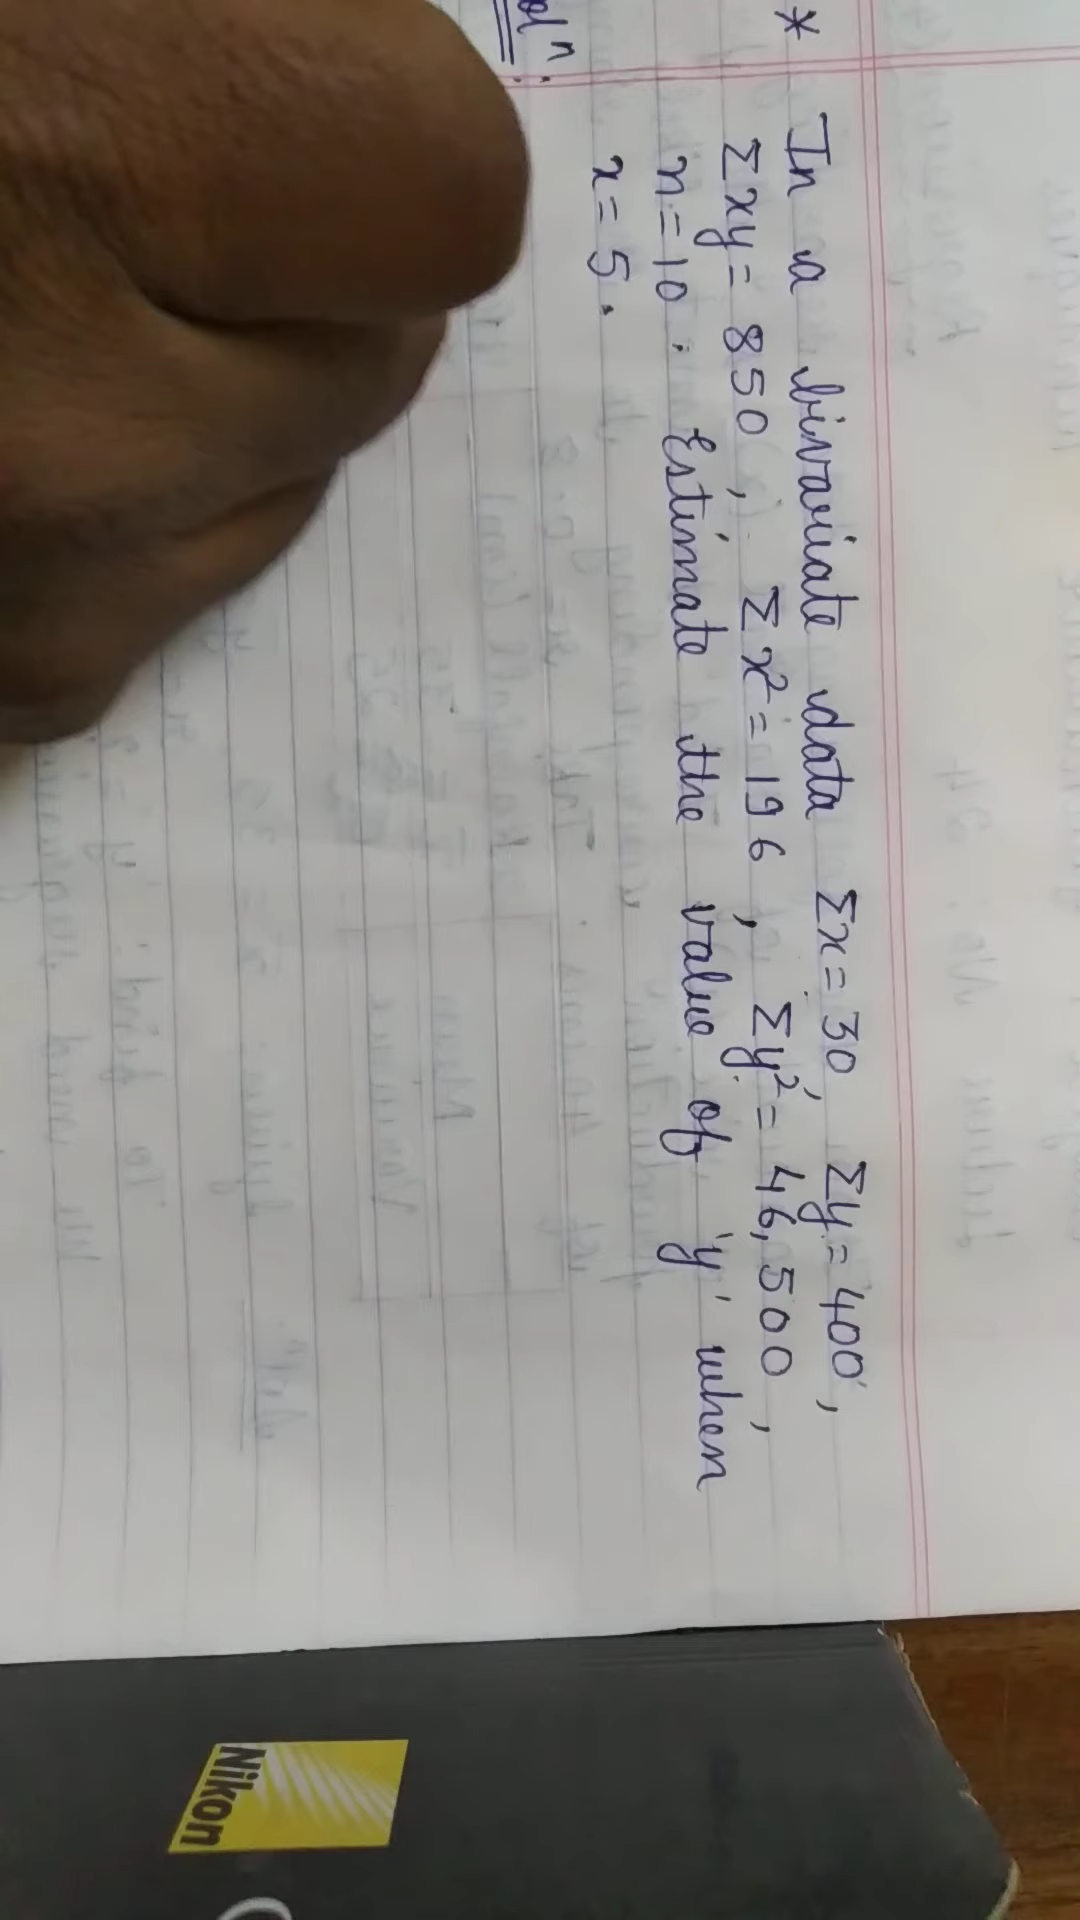 * In a bivariate data Σx = 30, Σy = 400,
Σxy = 850, Σx² = 196, Σy² = 46,500,
n = 10. Estimate the value of 'y' when
x = 5.
olⁿ:
Nikon